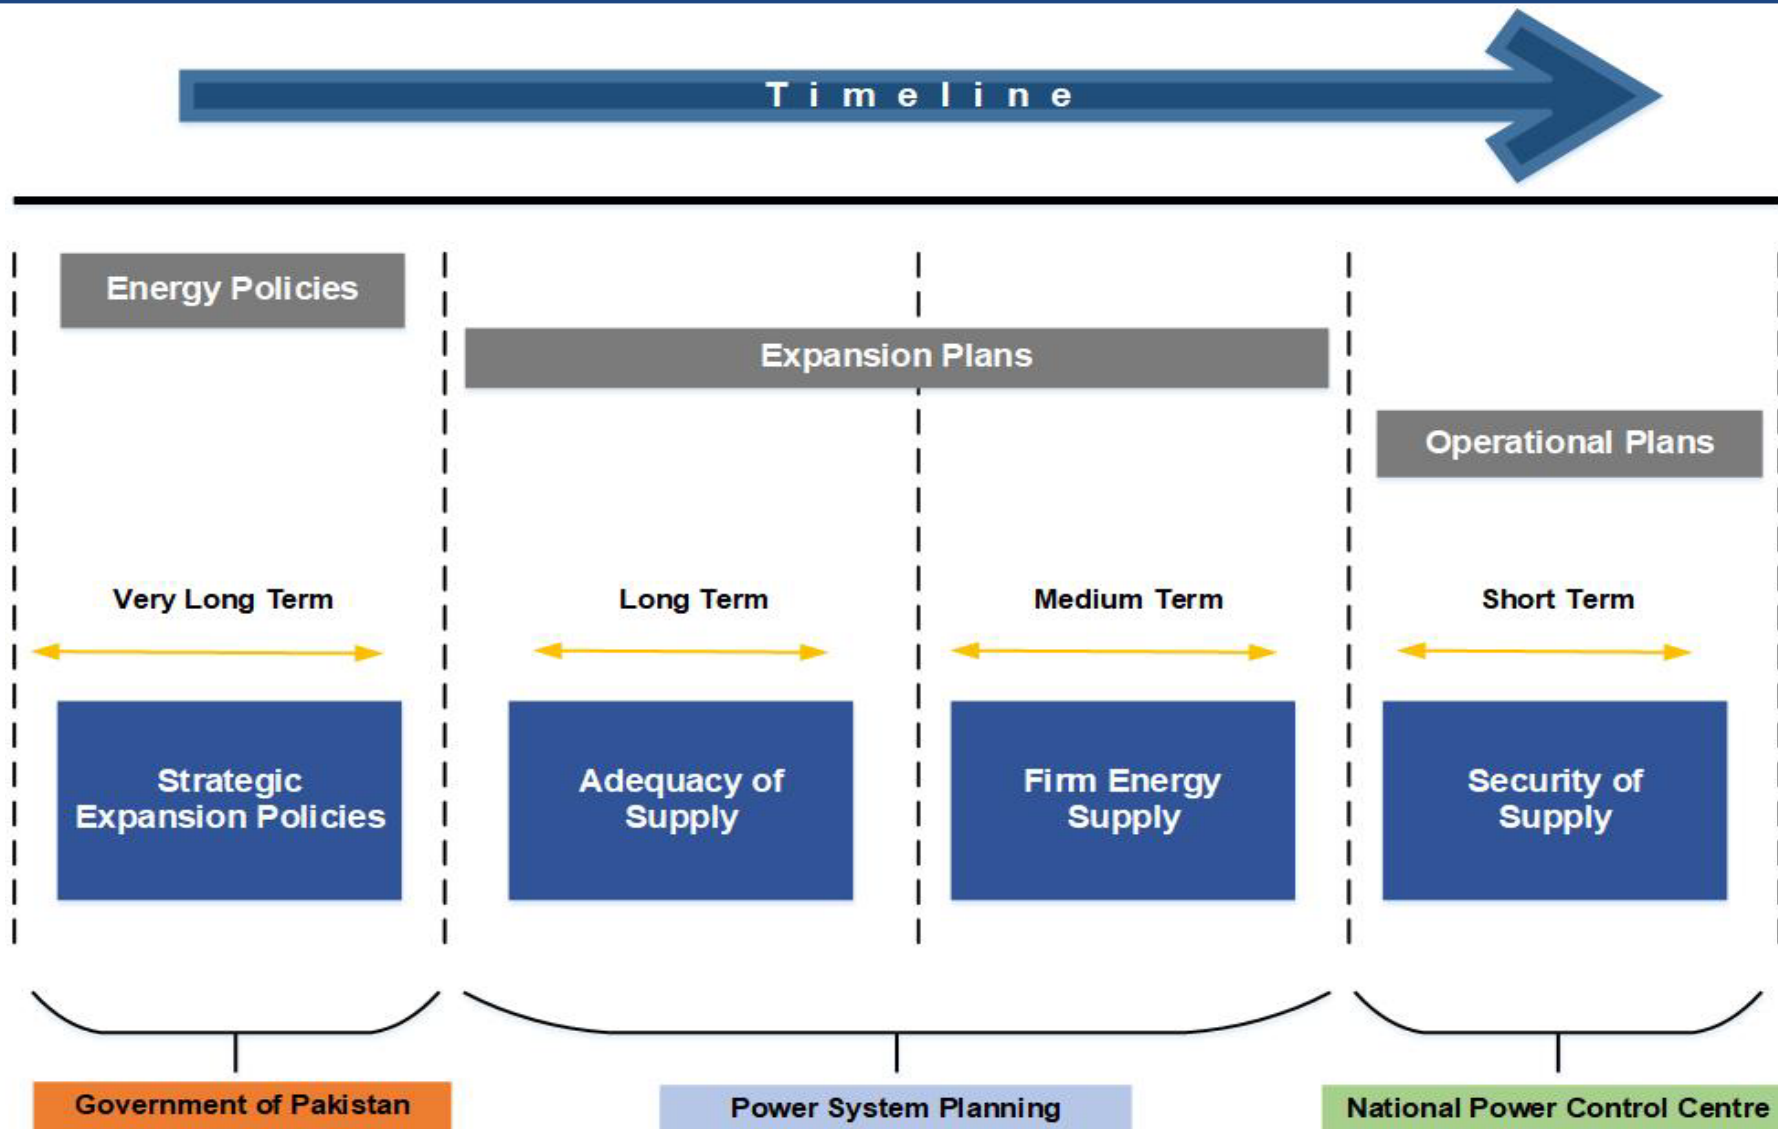 Timeline
Energy Policies
Expansion Plans
Operational Plans
Very Long Term
Long Term
Medium Term
Short Term
Strategic
Expansion Policies
Adequacy of
Supply
Firm Energy
Supply
Security of
Supply
Government of Pakistan
Power System Planning
National Power Control Centre